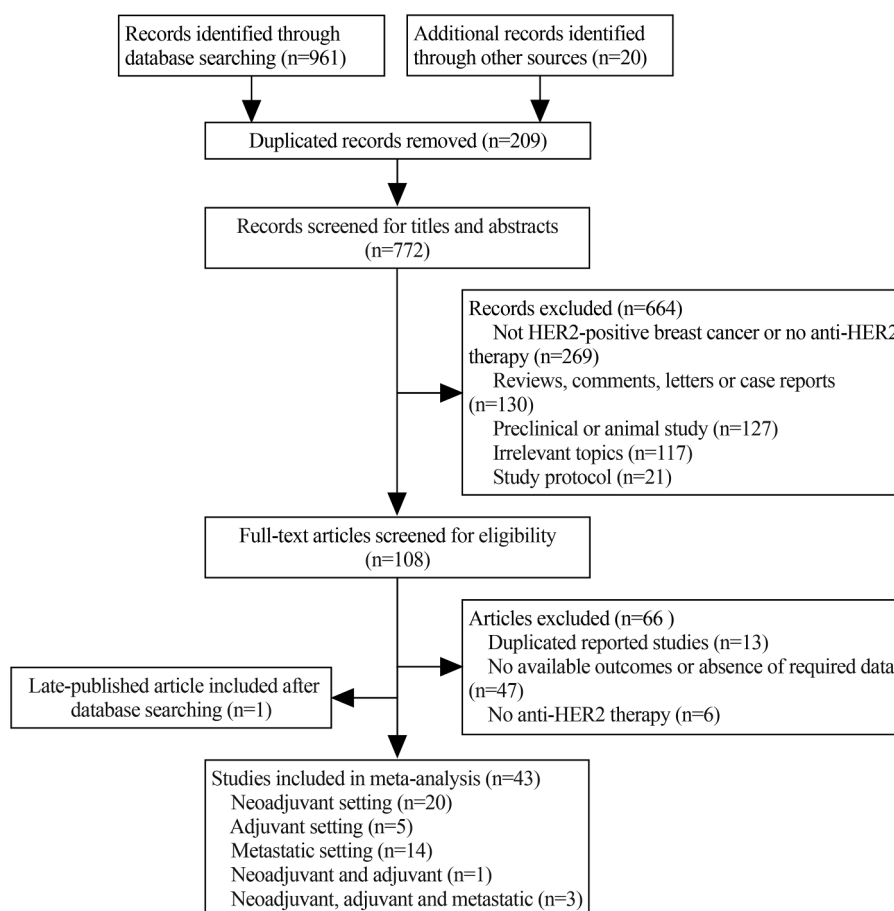 Records identified through
database searching (n=961)
Additional records identified
through other sources (n=20)
Duplicated records removed (n=209)
Records screened for titles and abstracts
(n=772)
Records excluded (n=664)
Not HER2-positive breast cancer or no anti-HER2
therapy (n=269)
Reviews, comments, letters or case reports
(n=130)
Preclinical or animal study (n=127)
Irrelevant topics (n=117)
Study protocol (n=21)
Full-text articles screened for eligibility
(n=108)
Articles excluded (n=66 )
Duplicated reported studies (n=13)
No available outcomes or absence of required data
(n=47)
No anti-HER2 therapy (n=6)
Late-published article included after
database searching (n=1)
Studies included in meta-analysis (n=43)
Neoadjuvant setting (n=20)
Adjuvant setting (n=5)
Metastatic setting (n=14)
Neoadjuvant and adjuvant (n=1)
Neoadjuvant, adjuvant and metastatic (n=3)